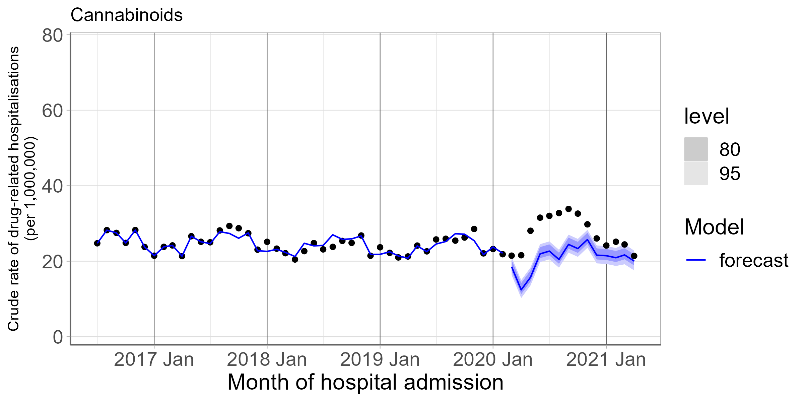 Cannabinoids
Crude rate of drug-related hospitalisations
(per 1,000,000)
80
60
40
20
0
2017 Jan
2018 Jan
2019 Jan
2020 Jan
2021 Jan
Month of hospital admission
level
80
95
Model
forecast